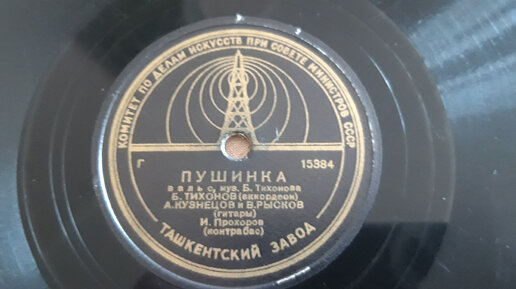 КОМИТЕТ ПО ДЕЛАМ ИСКУССТВ ПРИ СОВЕТЕ МИНИСТРОВ СССР
Г 15384
ПУШИНКА
вальс, муз. Б. Тихонова
Б. ТИХОНОВ (аккордеон)
А. КУЗНЕЦОВ и В. РЫСКОВ
(гитары)
И. Прохоров
(контрабас)
ТАШКЕНТСКИЙ ЗАВОД